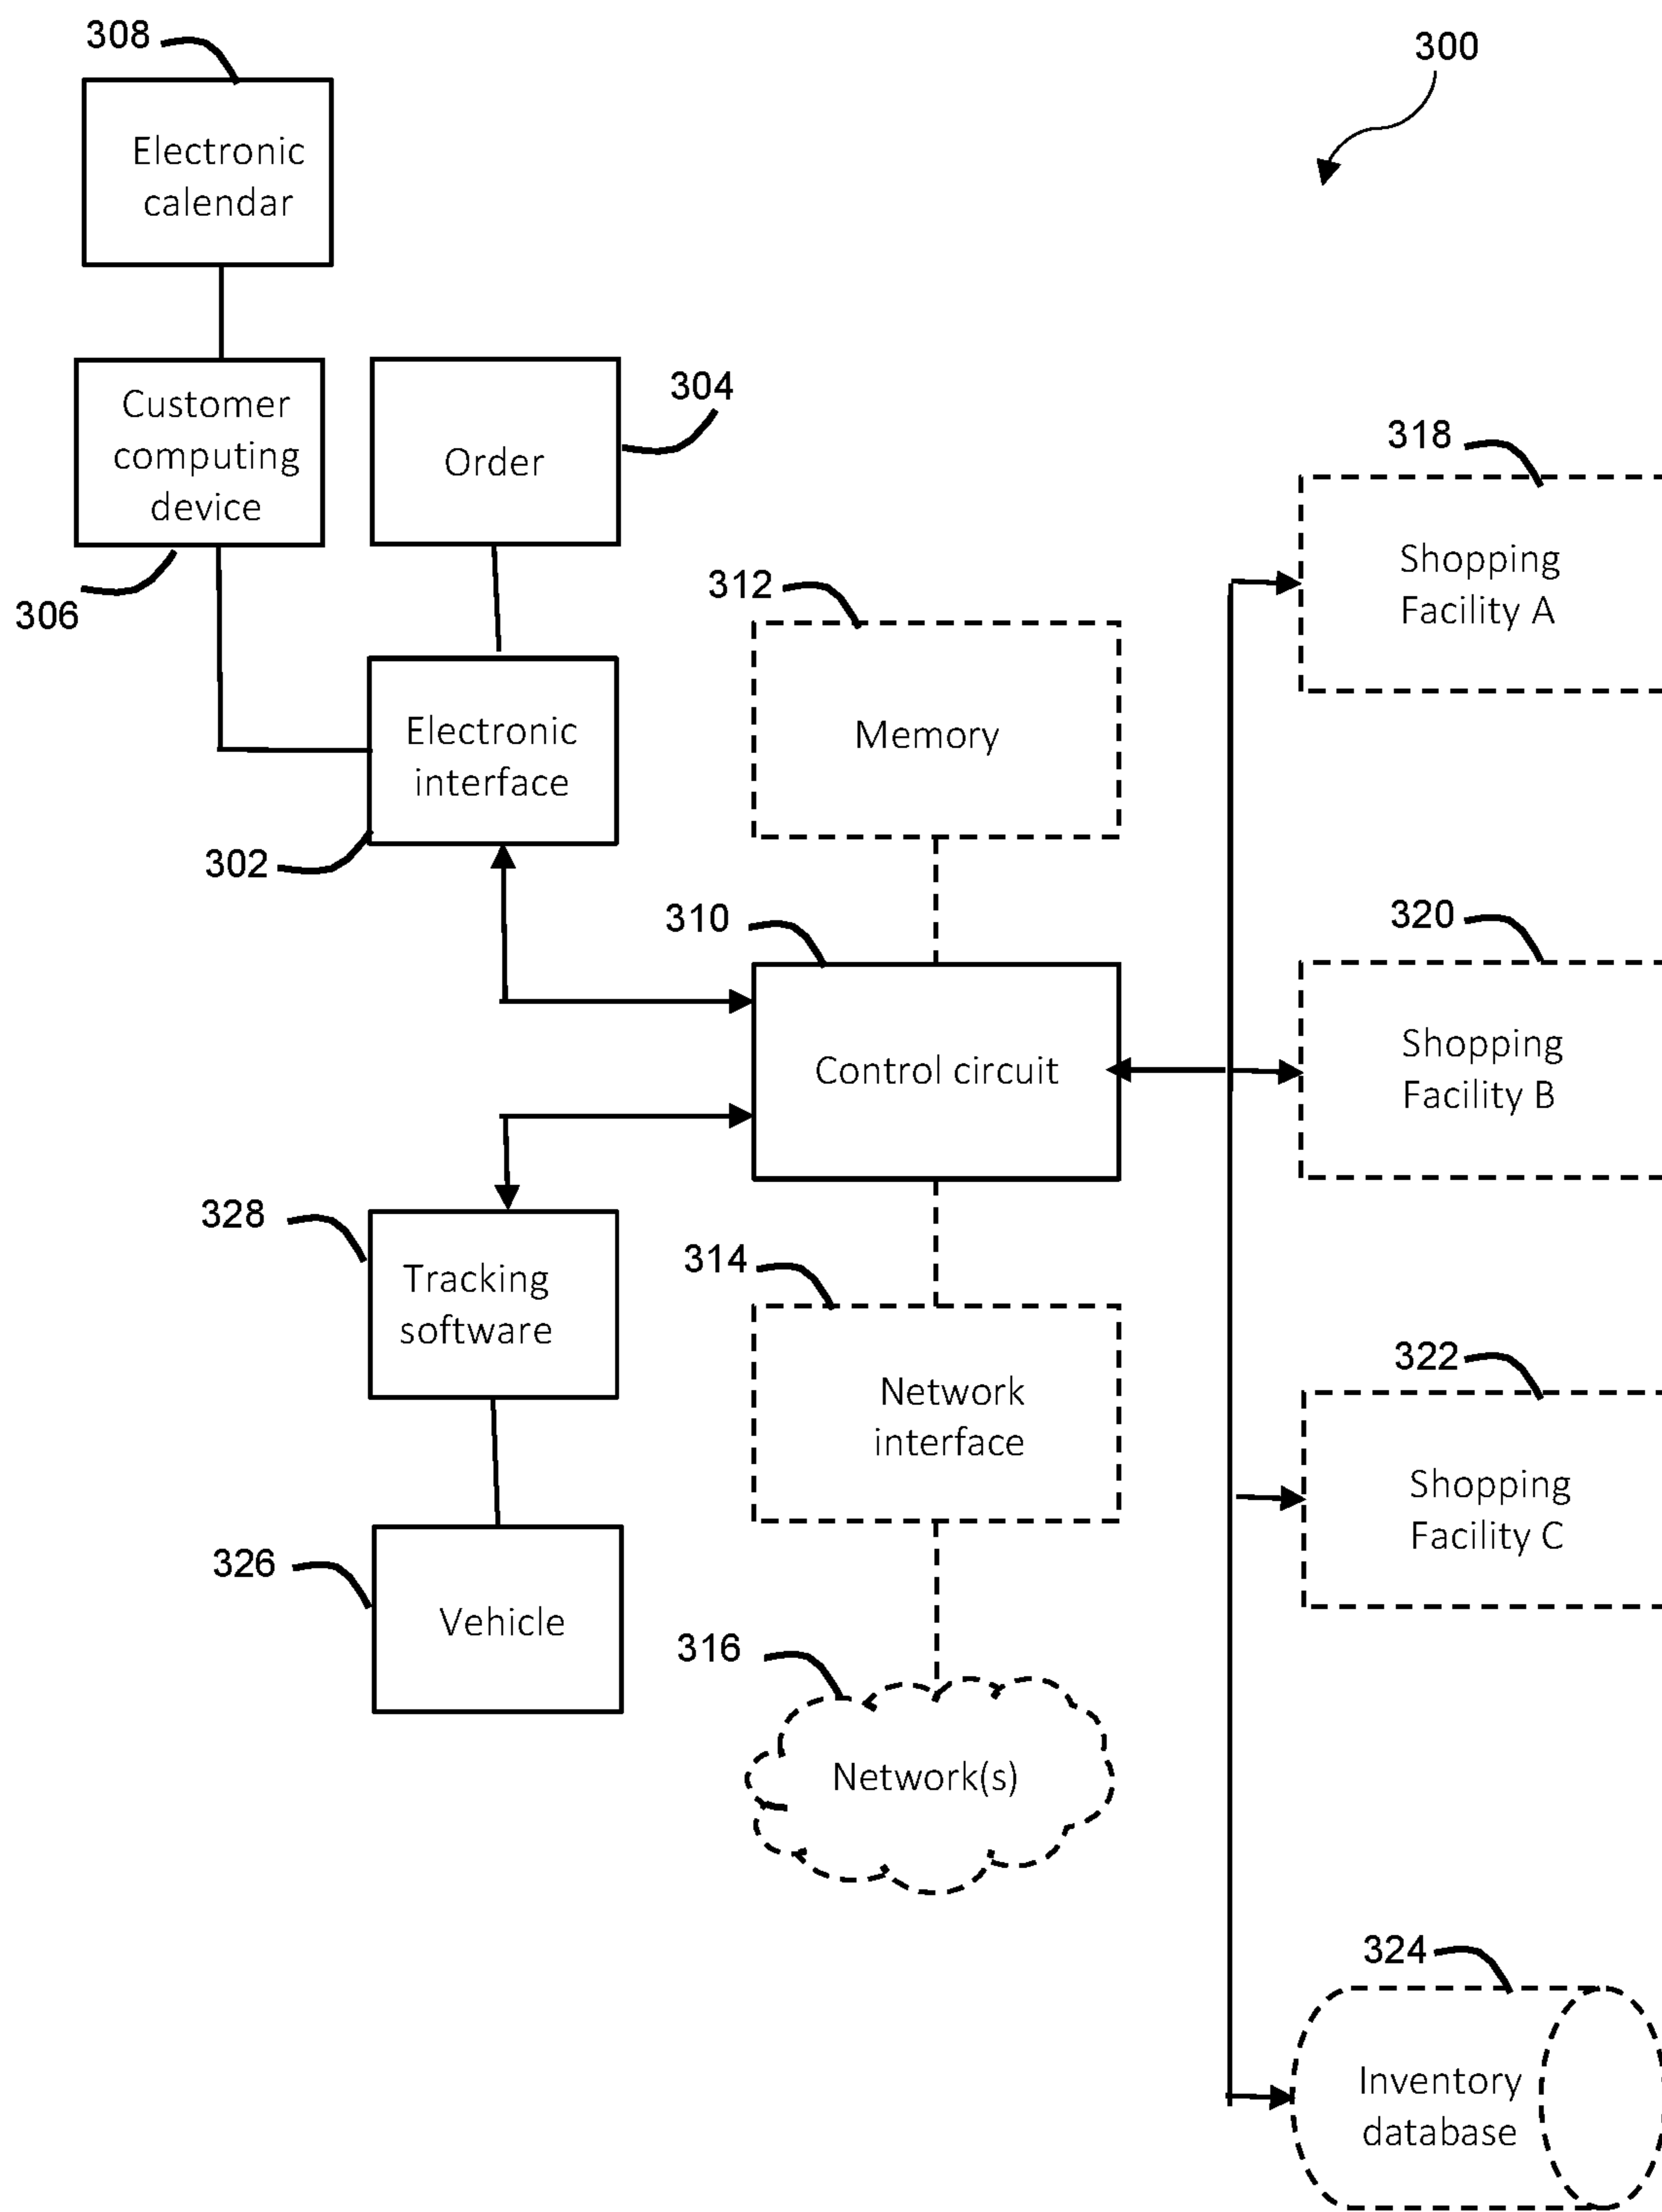 308
300
Electronic
calendar
Customer
computing
device
306
Order
304
Electronic
interface
302
312
Memory
310
Control circuit
318
Shopping
Facility A
320
Shopping
Facility B
328
Tracking
software
314
Network
interface
322
Shopping
Facility C
326
Vehicle
316
Network(s)
324
Inventory
database